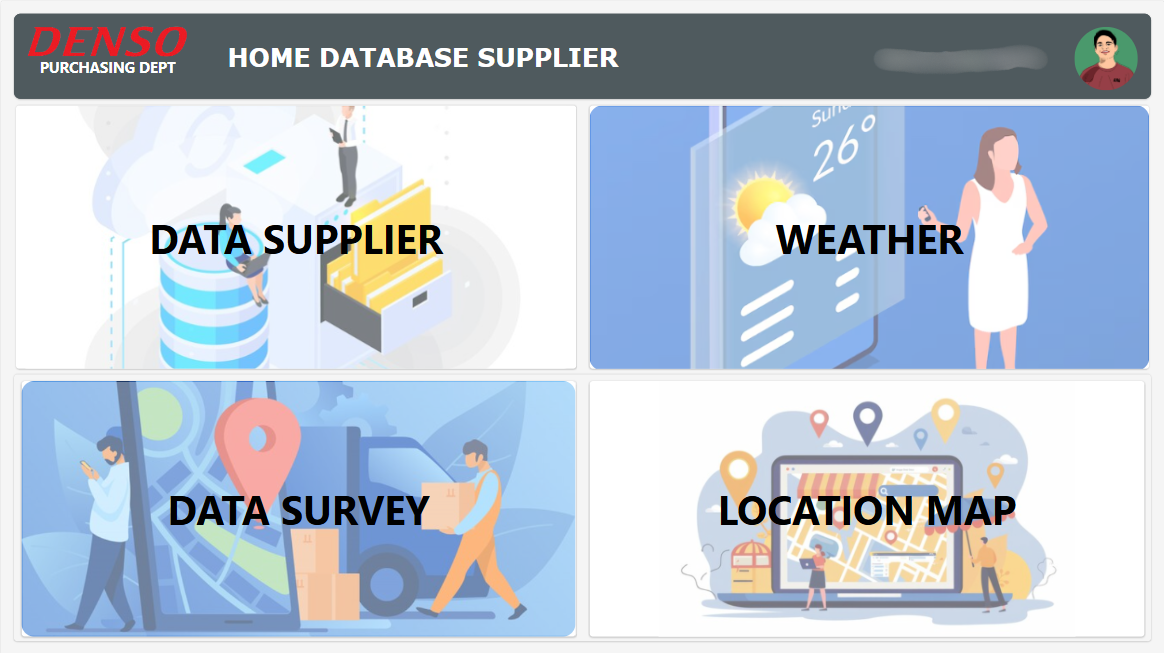 DENSO
PURCHASING DEPT
HOME DATABASE SUPPLIER
DATA SUPPLIER
26°
WEATHER
DATA SURVEY
LOCATION MAP